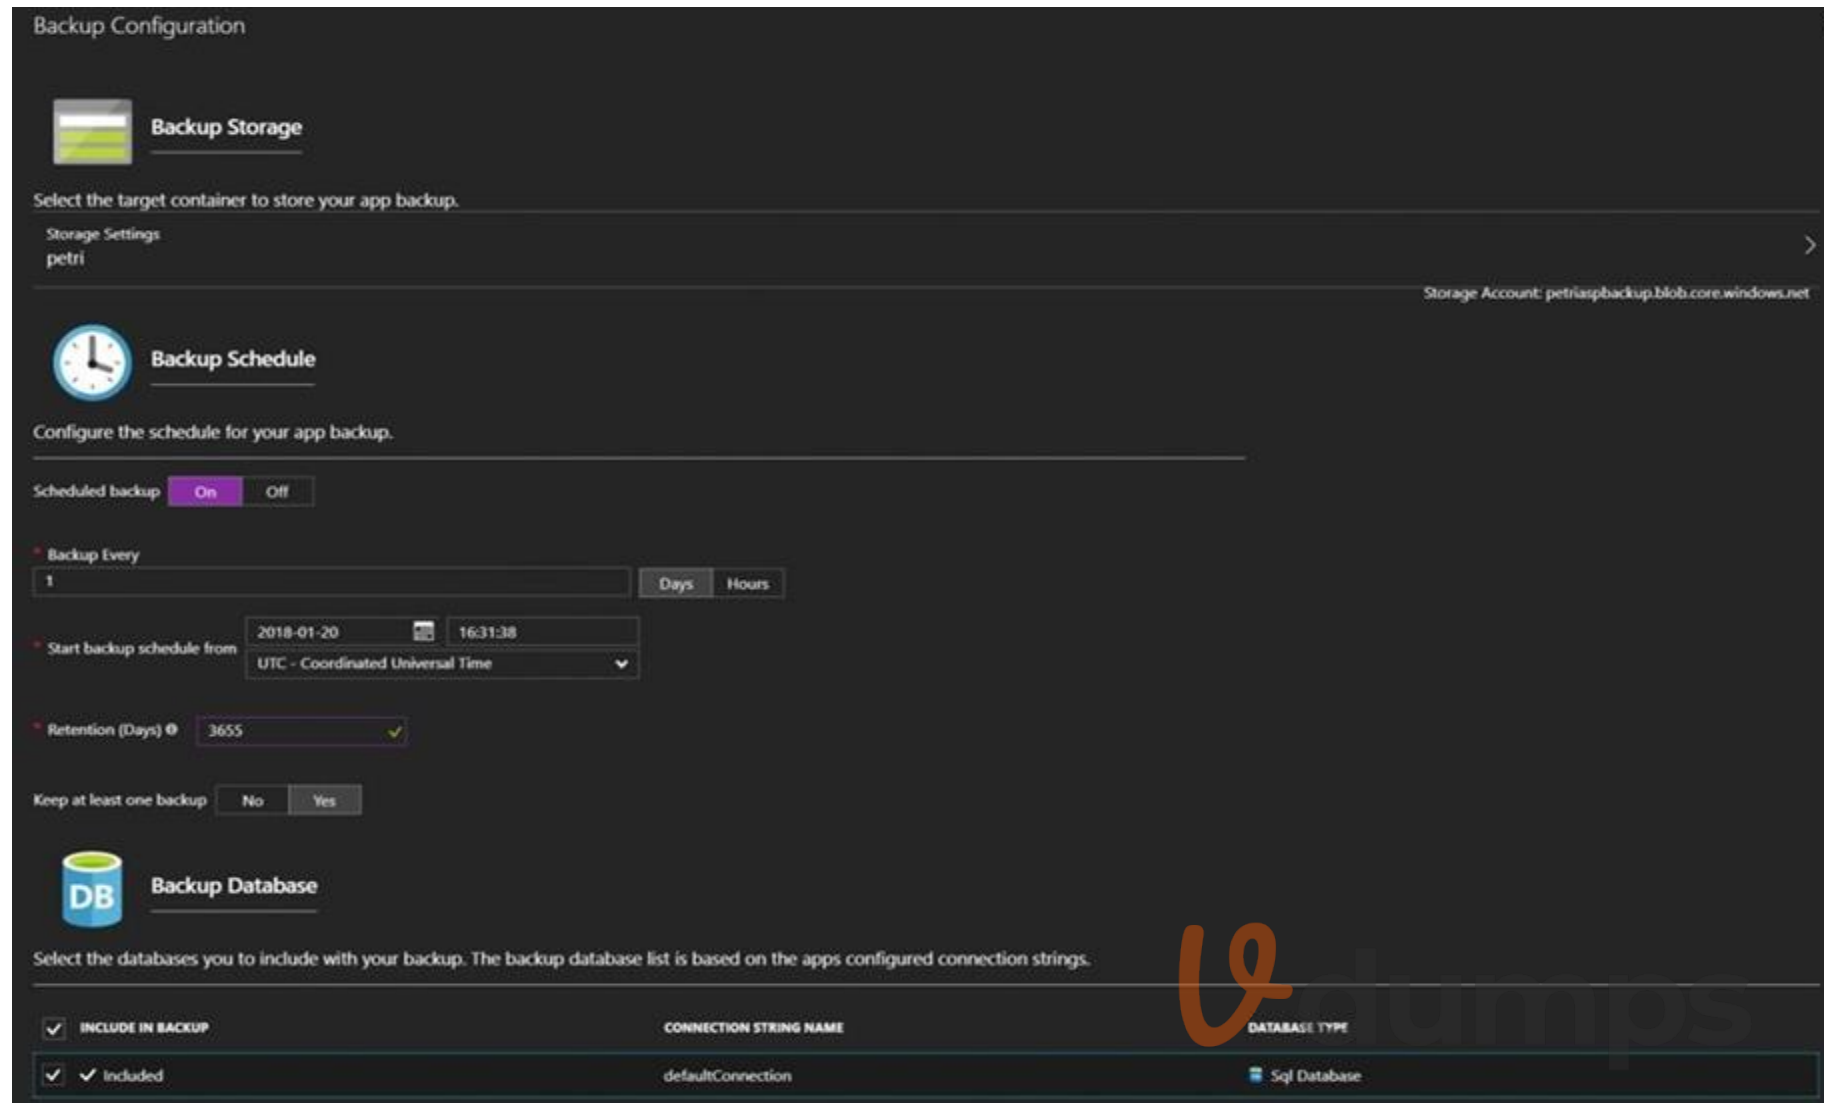 Backup Configuration
Backup Storage
Select the target container to store your app backup.
Storage Settings
petri
Storage Account: petriaspbackup.blob.core.windows.net
Backup Schedule
Configure the schedule for your app backup.
Scheduled backup On Off
* Backup Every
1 Days Hours
2018-01-20 16:31:38
* Start backup schedule from
UTC - Coordinated Universal Time
* Retention (Days) 3655
Keep at least one backup No Yes
DB Backup Database
Select the databases you to include with your backup. The backup database list is based on the apps configured connection strings.
INCLUDE IN BACKUP CONNECTION STRING NAME DATABASE TYPE
Included defaultConnection Sql Database
Vdumps